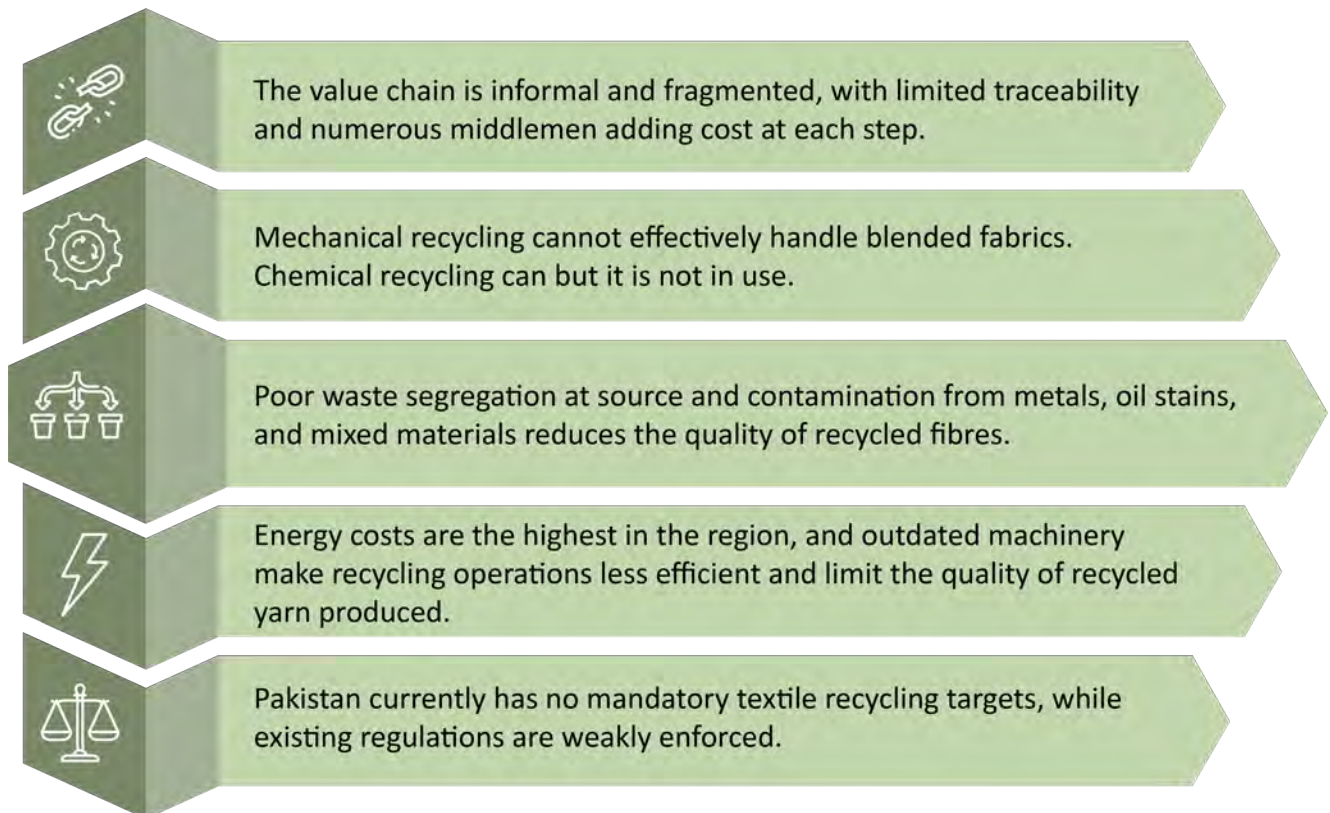 The value chain is informal and fragmented, with limited traceability
and numerous middlemen adding cost at each step.
Mechanical recycling cannot effectively handle blended fabrics.
Chemical recycling can but it is not in use.
Poor waste segregation at source and contamination from metals, oil stains,
and mixed materials reduces the quality of recycled fibres.
Energy costs are the highest in the region, and outdated machinery
make recycling operations less efficient and limit the quality of recycled
yarn produced.
Pakistan currently has no mandatory textile recycling targets, while
existing regulations are weakly enforced.